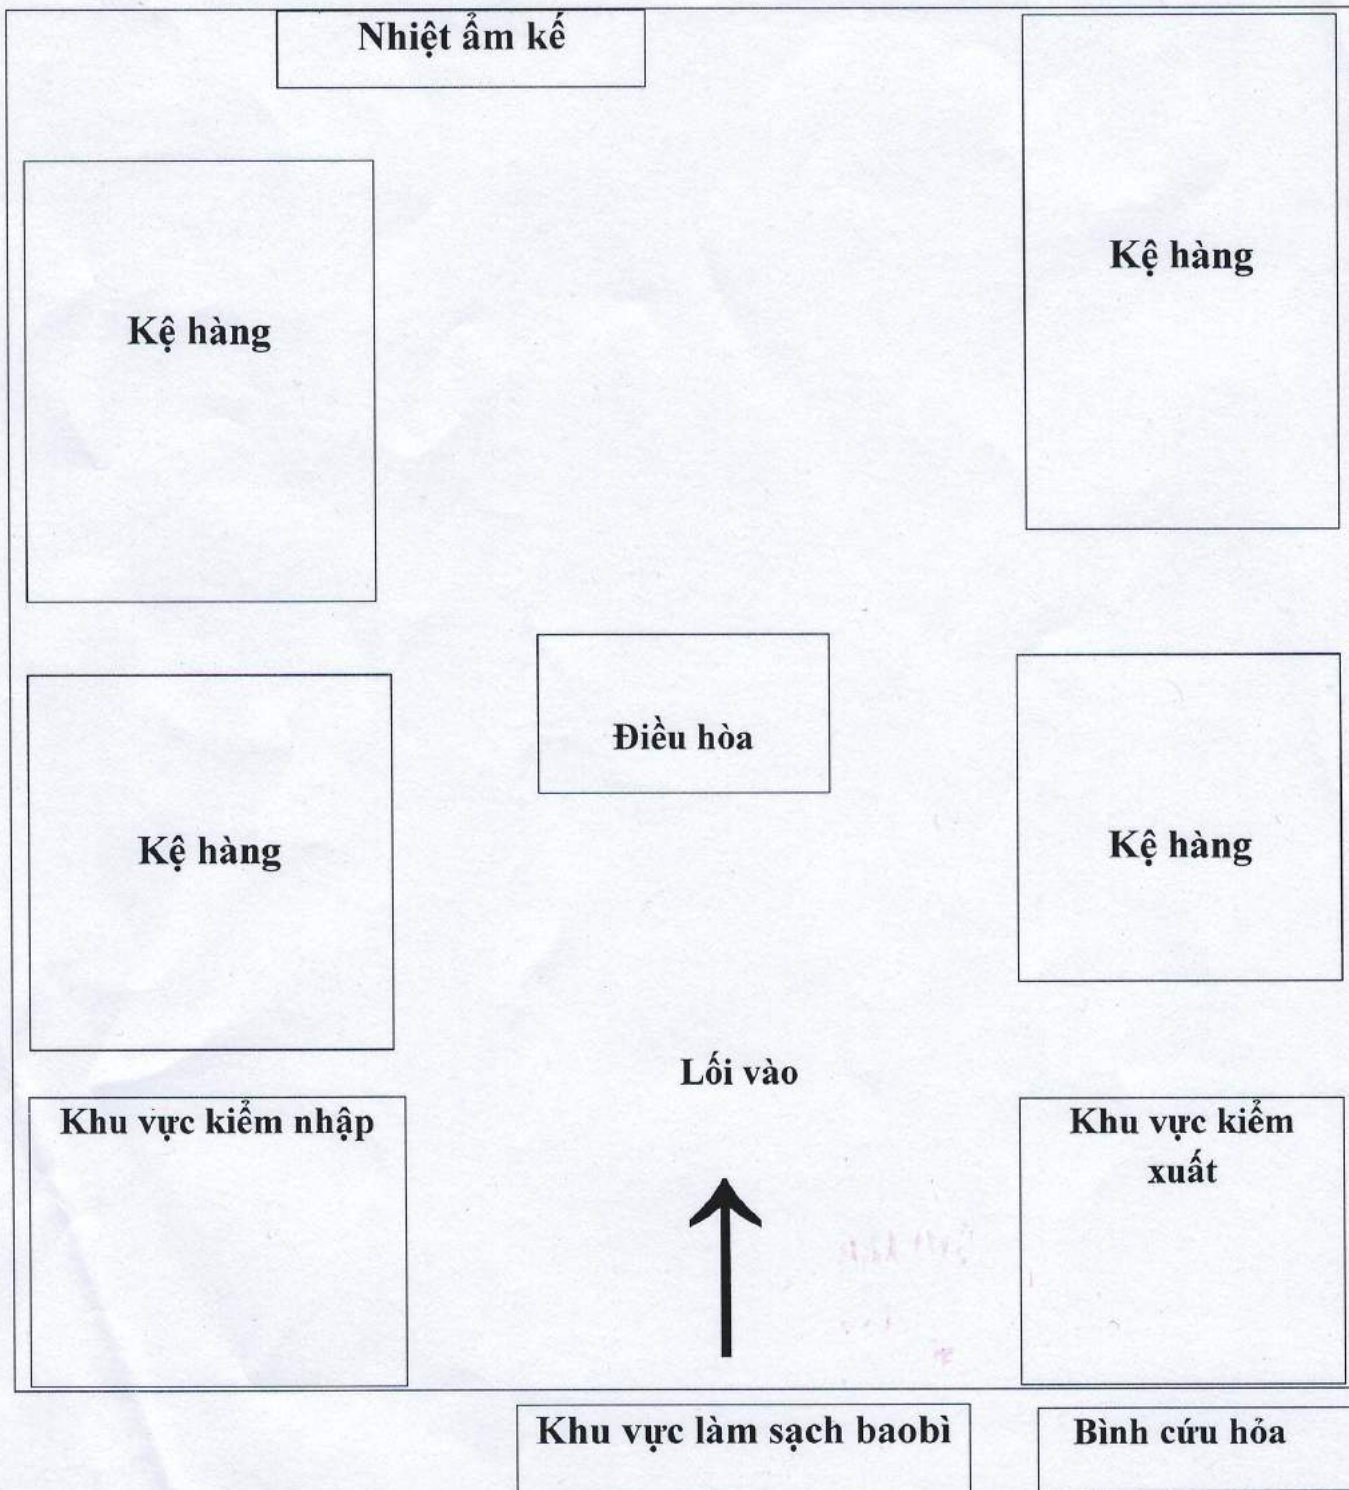 Nhiệt ẩm kế
Kệ hàng
Kệ hàng
Điều hòa
Kệ hàng
Kệ hàng
Lối vào
Khu vực kiểm nhập
Khu vực kiểm
xuất
Khu vực làm sạch baobì
Bình cứu hỏa